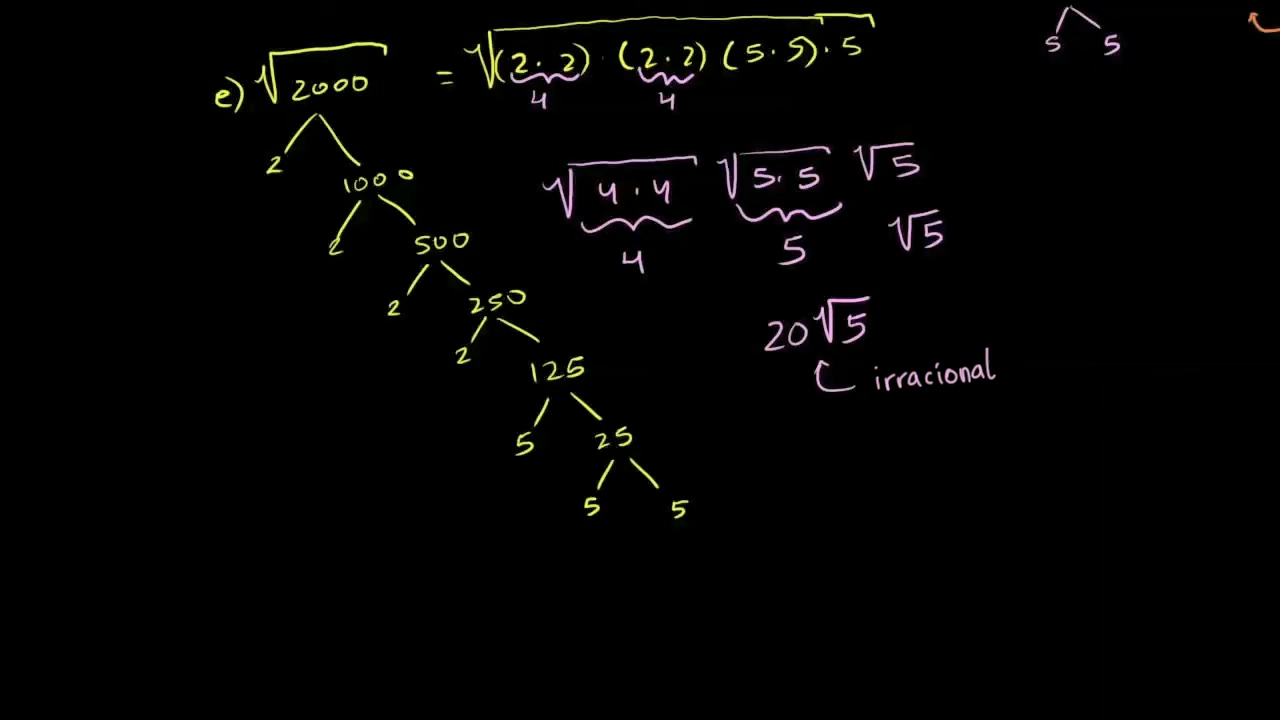 e) √2000 = √(2·2)·(2·2)(5·5)·5
4 4
5 5
2 1000
√4·4 √5·5 √5
2 500
4 5 √5
2 250
20√5
2 125
irracional
5 25
5 5